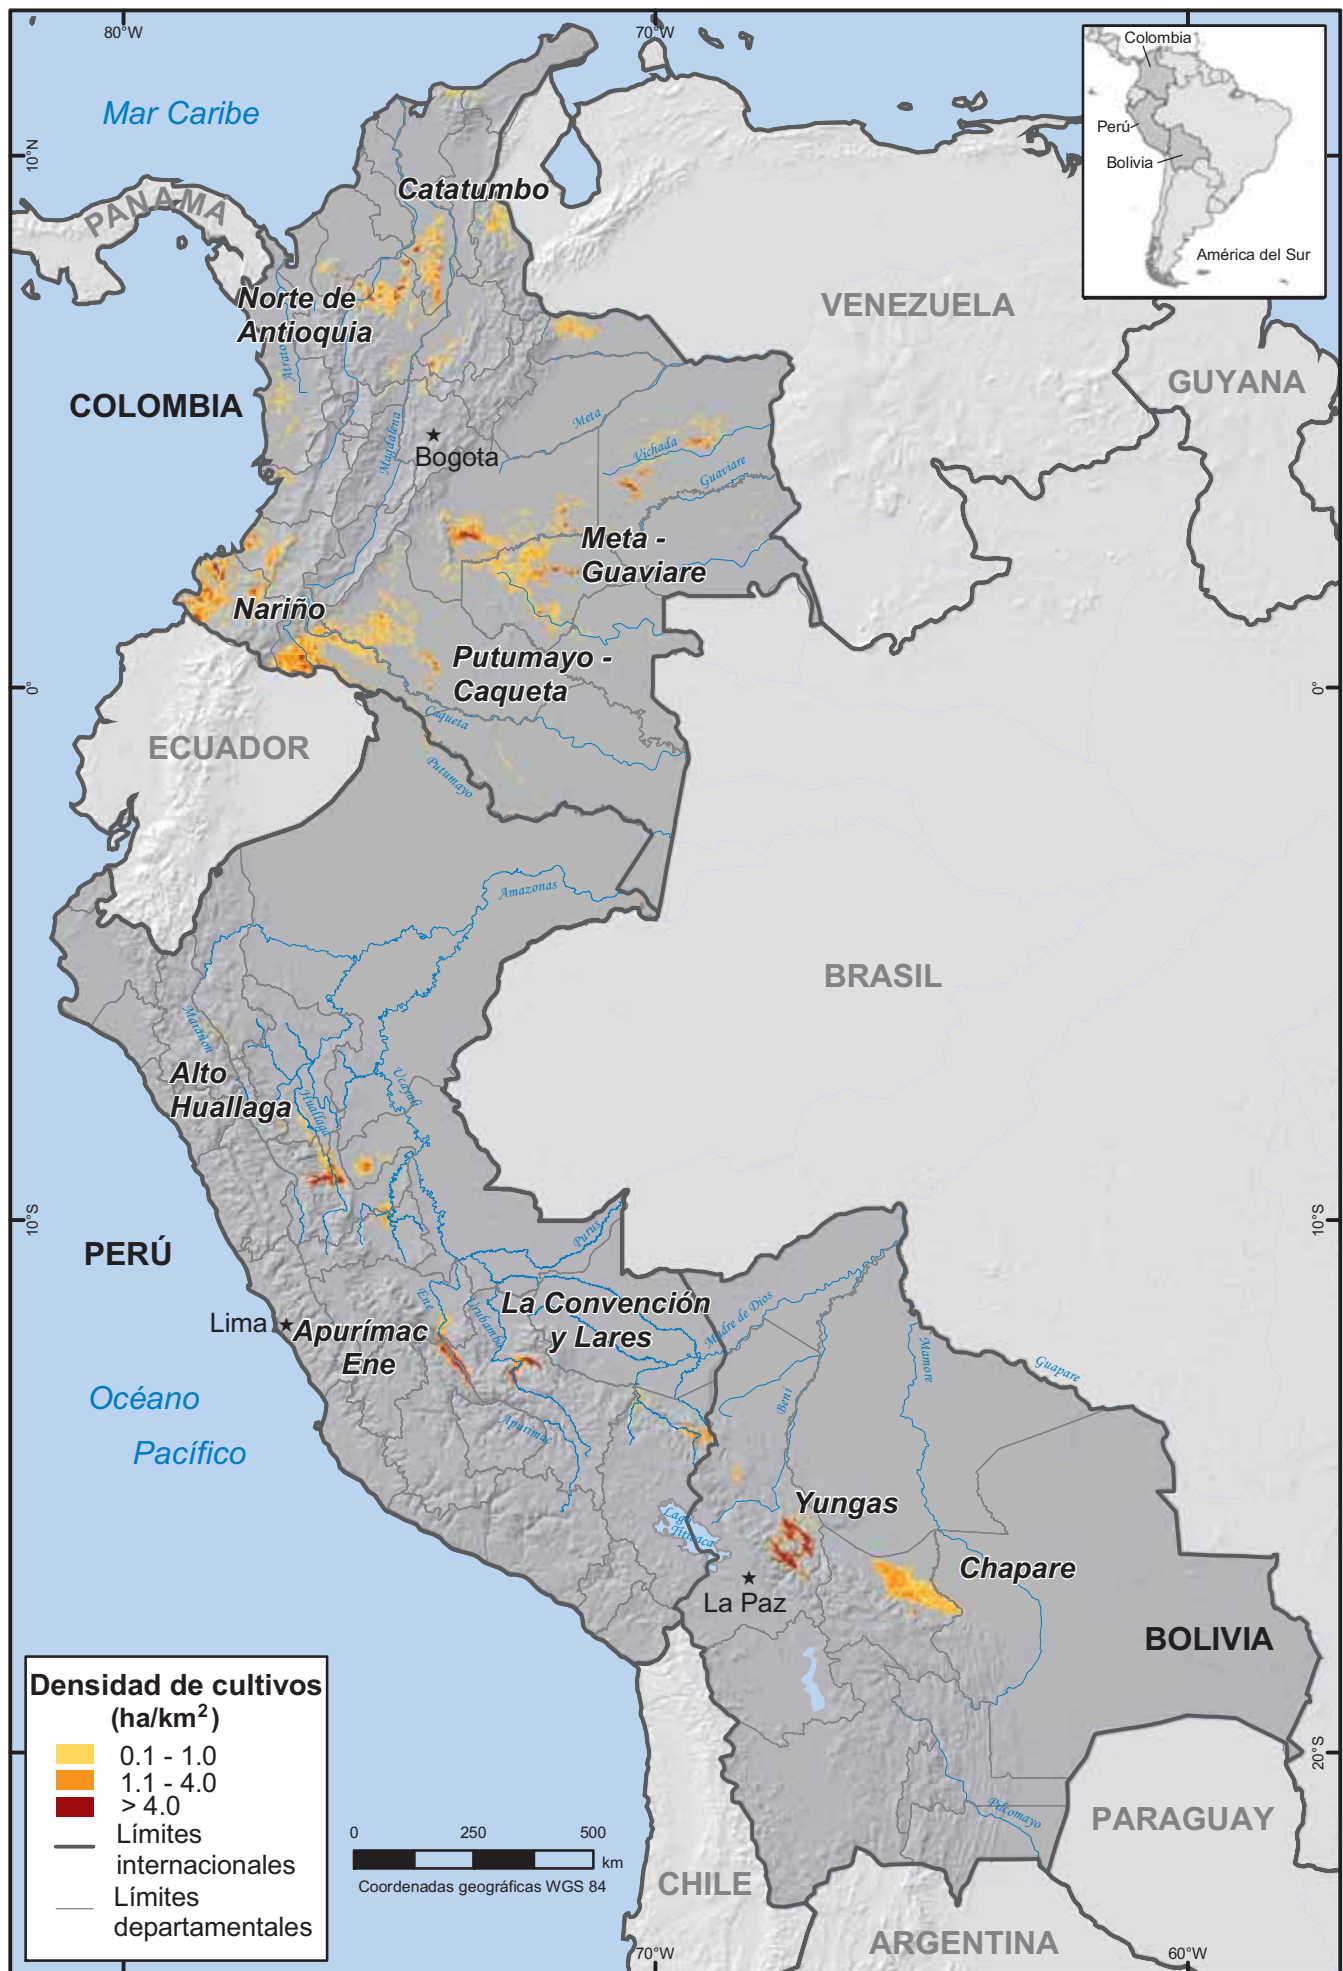 80°W
70°W
Colombia
Perú
Bolivia
América del Sur
Mar Caribe
10°N
PANAMA
Catatumbo
Norte de
Antioquia
VENEZUELA
GUYANA
Atrato
COLOMBIA
Magdalena
Bogota
Meta
Vichada
Guaviare
Meta -
Guaviare
Nariño
Putumayo -
Caqueta
0°
0°
ECUADOR
Caqueta
Putumayo
Amazonas
BRASIL
Marañon
Alto
Huallaga
Huallaga
Ucayali
10°S
10°S
PERÚ
Purus
Lima
Apurímac
Ene
Ene
Urubamba
La Convención
y Lares
Madre de Dios
Mamore
Guapare
Beni
Océano
Pacífico
Apurimac
Yungas
Lago
Titicaca
La Paz
Chapare
BOLIVIA
Densidad de cultivos
(ha/km²)
0.1 - 1.0
1.1 - 4.0
> 4.0
Límites
internacionales
Límites
departamentales
0 250 500
km
Coordenadas geográficas WGS 84
20°S
Pilcomayo
PARAGUAY
CHILE
ARGENTINA
70°W
60°W